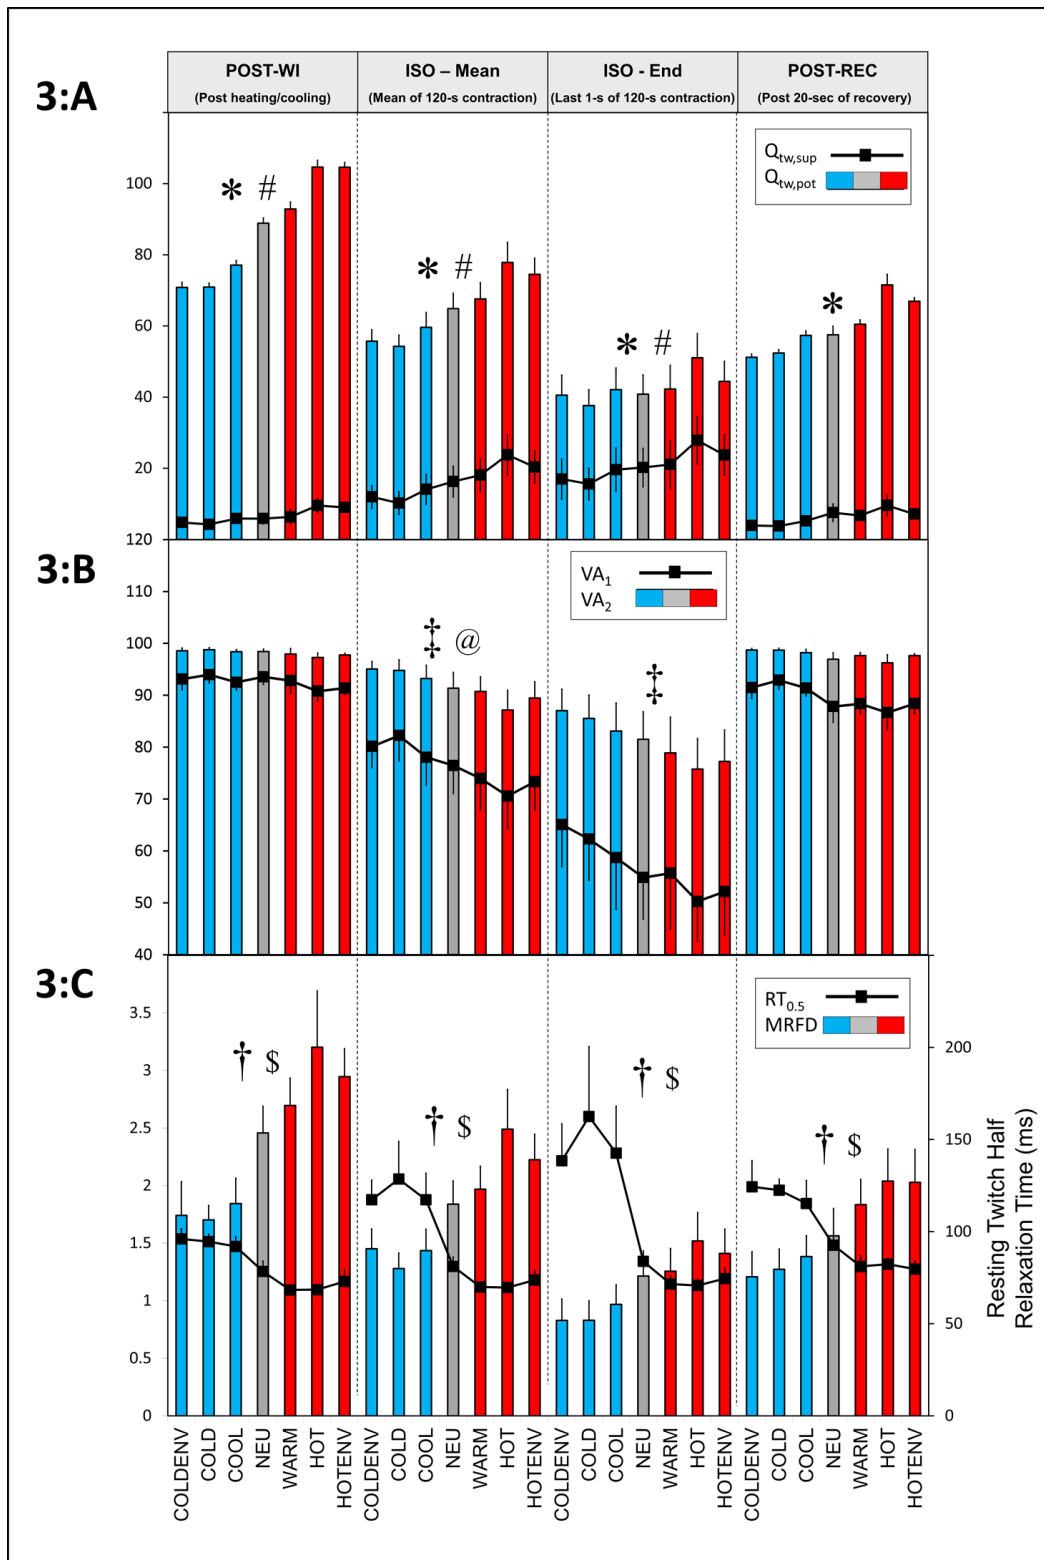 POST-WI
(Post heating/cooling)
ISO – Mean
(Mean of 120-s contraction)
ISO - End
(Last 1-s of 120-s contraction)
POST-REC
(Post 20-sec of recovery)
3:A
100
80
60
40
20
120
* #
* #
* #
*
Qtw,sup
Qtw,pot
3:B
110
100
90
80
70
60
50
40
‡ @
‡
VA1
VA2
3:C
3.5
3
2.5
2
1.5
1
0.5
0
† $
† $
† $
† $
RT0.5
MRFD
200
150
100
50
0
Resting Twitch Half
Relaxation Time (ms)
COLDENV
COLD
COOL
NEU
WARM
HOT
HOTENV
COLDENV
COLD
COOL
NEU
WARM
HOT
HOTENV
COLDENV
COLD
COOL
NEU
WARM
HOT
HOTENV
COLDENV
COLD
COOL
NEU
WARM
HOT
HOTENV